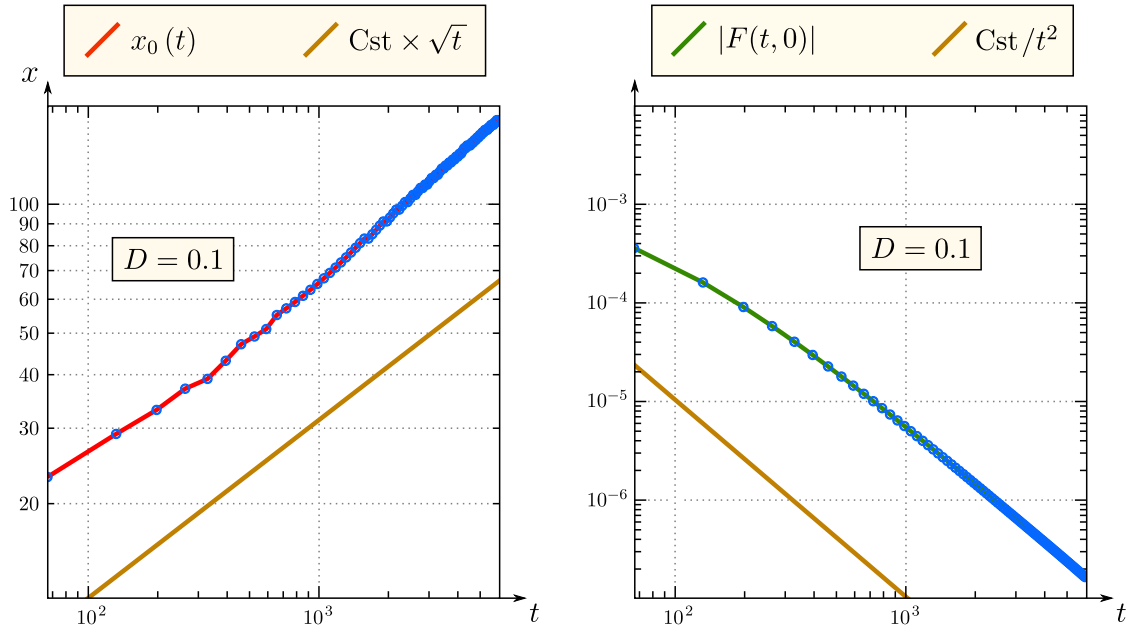 x₀ (t)
Cst × √t
x
100
90
80
70
60
50
40
30
20
D = 0.1
10²
10³
t
|F(t, 0)|
Cst/t²
10⁻³
10⁻⁴
10⁻⁵
10⁻⁶
D = 0.1
10²
10³
t